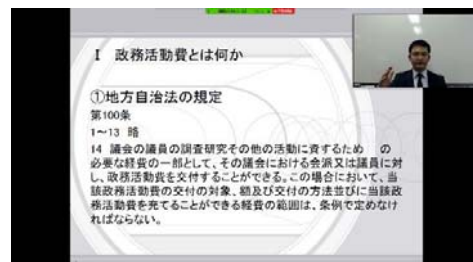 Ⅰ 政務活動費とは何か
①地方自治法の規定
第100条
1～13 略
14 議会の議員の調査研究その他の活動に資するため の
必要な経費の一部として、その議会における会派又は議員に対
し、政務活動費を交付することができる。この場合において、当
該政務活動費の交付の対象、額及び交付の方法並びに当該政
務活動費を充てることができる経費の範囲は、条例で定めなけ
ればならない。